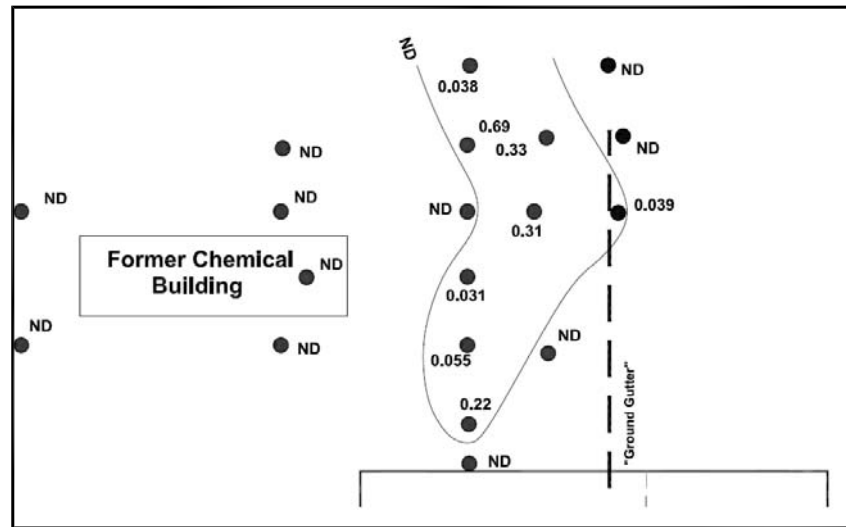 ND
0.038
ND
0.69
0.33
ND
ND
ND
ND
ND
0.039
0.31
Former Chemical
Building
ND
0.031
ND
ND
ND
0.055
0.22
"Ground Gutter"
ND